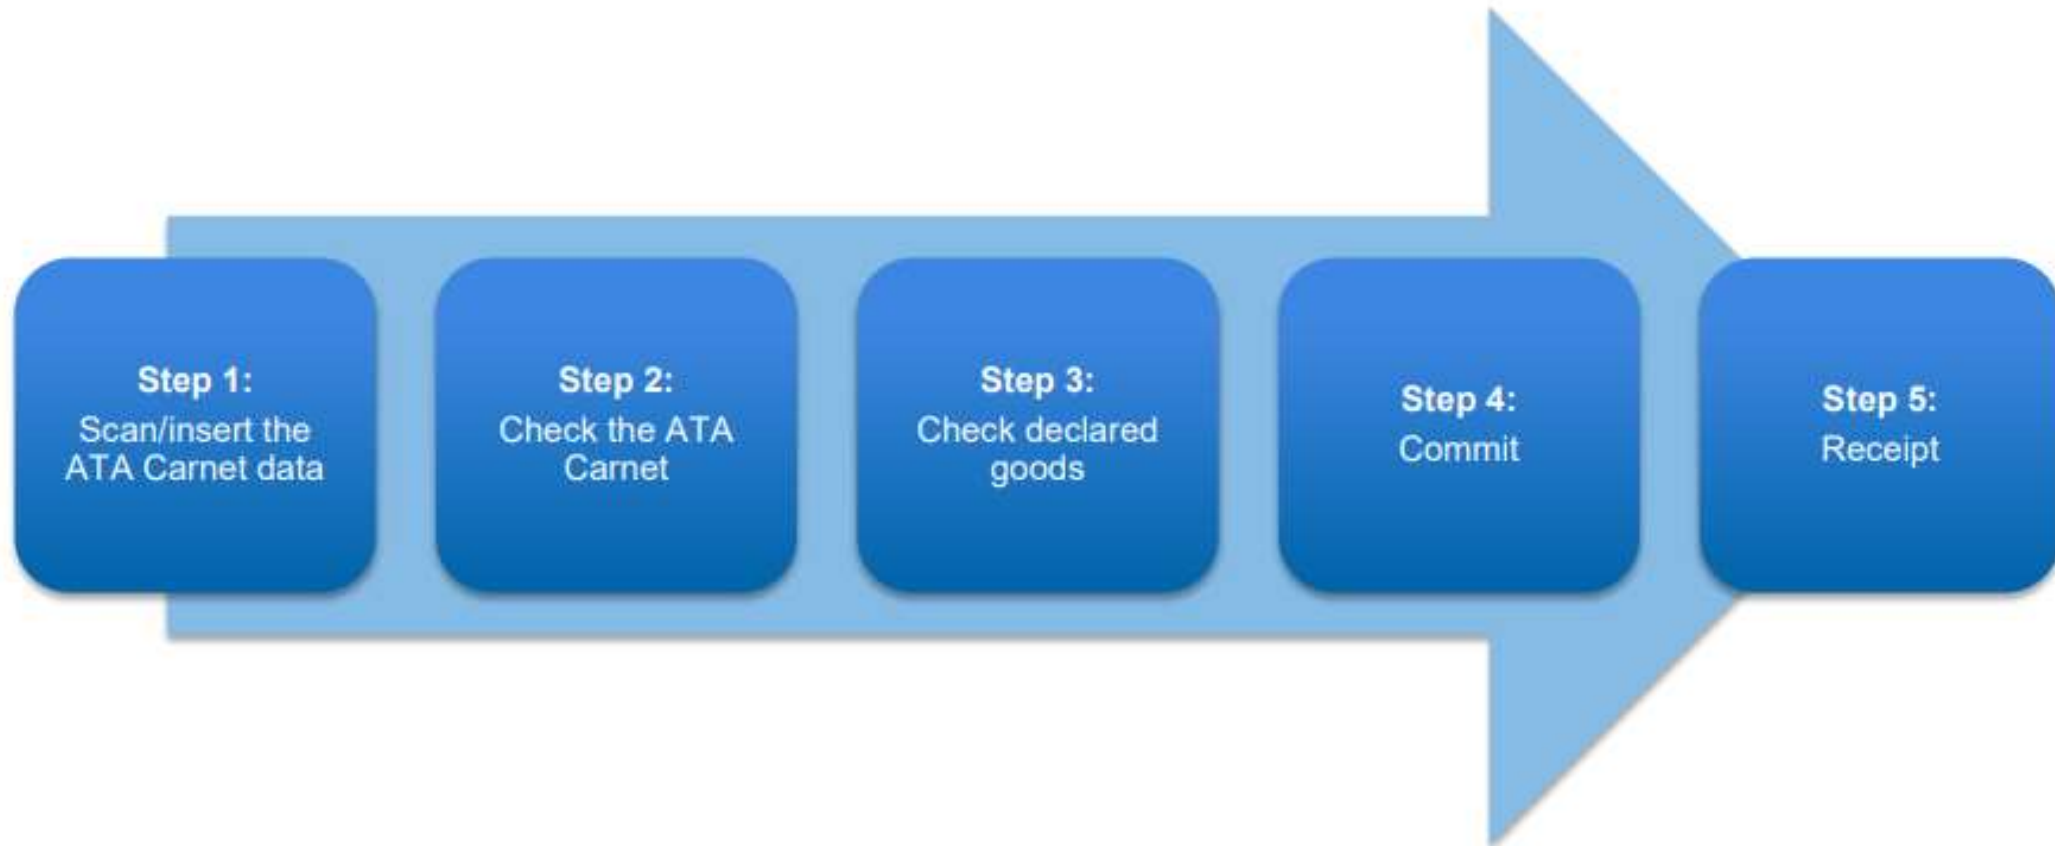 Step 1:
Scan/insert the
ATA Carnet data
Step 2:
Check the ATA
Carnet
Step 3:
Check declared
goods
Step 4:
Commit
Step 5:
Receipt